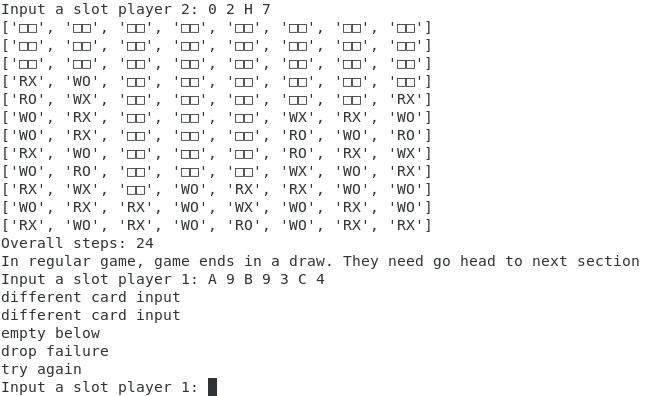 Input a slot player 2: 0 2 H 7
['□□', '□□', '□□', '□□', '□□', '□□', '□□', '□□']
['□□', '□□', '□□', '□□', '□□', '□□', '□□', '□□']
['□□', '□□', '□□', '□□', '□□', '□□', '□□', '□□']
['RX', 'WO', '□□', '□□', '□□', '□□', '□□', '□□']
['RO', 'WX', '□□', '□□', '□□', '□□', '□□', 'RX']
['WO', 'RX', '□□', '□□', '□□', 'WX', 'RX', 'WO']
['WO', 'RX', '□□', '□□', '□□', 'RO', 'WO', 'RO']
['RX', 'WO', '□□', '□□', '□□', 'RO', 'RX', 'WX']
['WO', 'RO', '□□', '□□', '□□', 'WX', 'WO', 'RX']
['RX', 'WX', '□□', 'WO', 'RX', 'RX', 'WO', 'WO']
['WO', 'RX', 'RX', 'WO', 'WX', 'WO', 'RX', 'WO']
['RX', 'WO', 'RX', 'WO', 'RO', 'WO', 'RX', 'RX']
Overall steps: 24
In regular game, game ends in a draw. They need go head to next section
Input a slot player 1: A 9 B 9 3 C 4
different card input
different card input
empty below
drop failure
try again
Input a slot player 1: